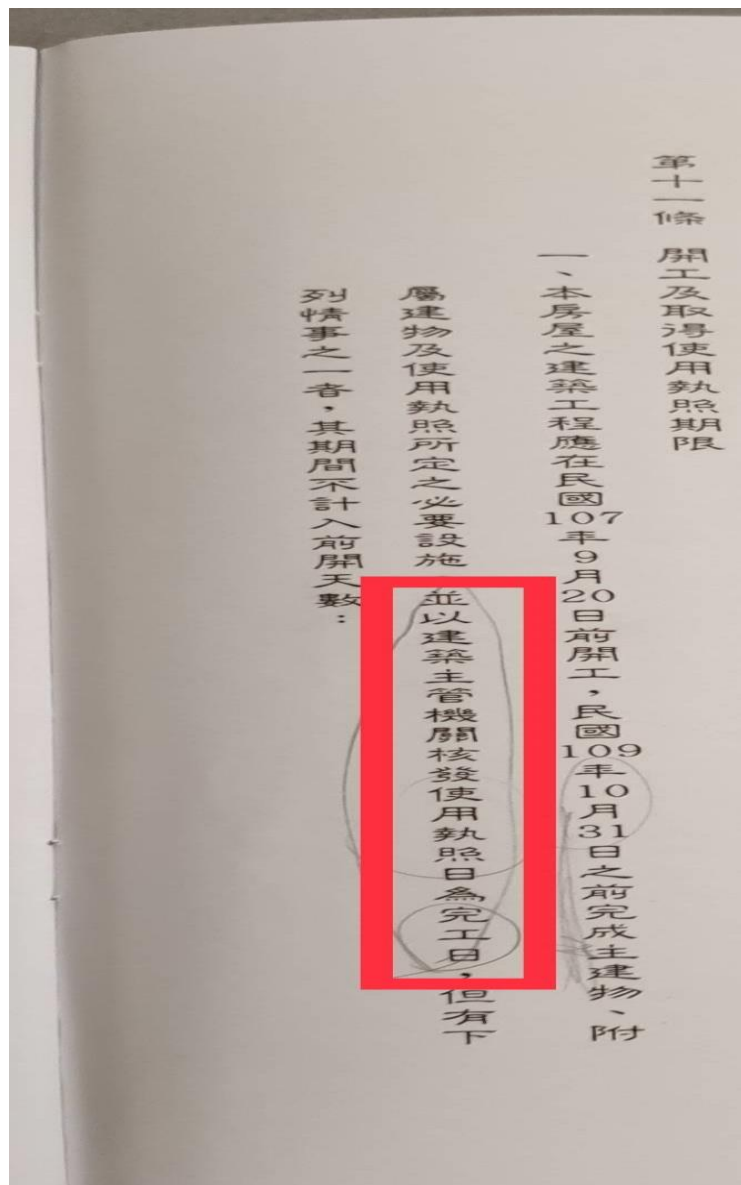 第十一條　開工及取得使用執照期限
一、本房屋之建築工程應在民國107年9月20日前開工，民國109年10月31日之前完成主建物、附
屬建物及使用執照所定之必要設施　並以建築主管機關核發使用執照日為完工日，但有下
列情事之一者，其期間不計入前開天數：